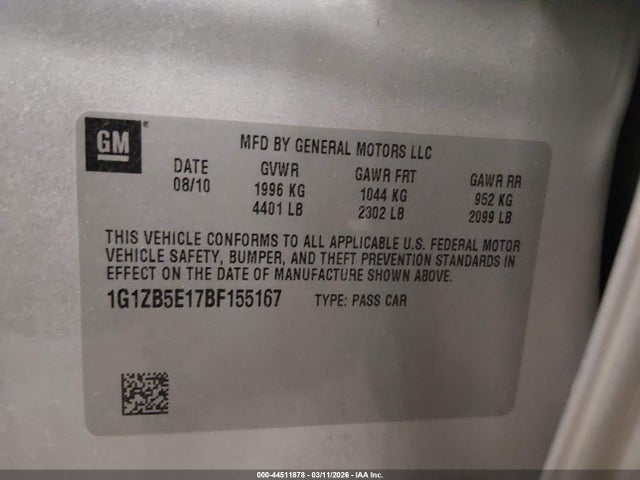 GM
MFD BY GENERAL MOTORS LLC
DATE GVWR GAWR FRT GAWR RR
08/10 1996 KG 1044 KG 952 KG
4401 LB 2302 LB 2099 LB
THIS VEHICLE CONFORMS TO ALL APPLICABLE U.S. FEDERAL MOTOR
VEHICLE SAFETY, BUMPER, AND THEFT PREVENTION STANDARDS IN
EFFECT ON THE DATE OF MANUFACTURE SHOWN ABOVE.
1G1ZB5E17BF155167 TYPE: PASS CAR
000-44511878 - 03/11/2026 - IAA Inc.